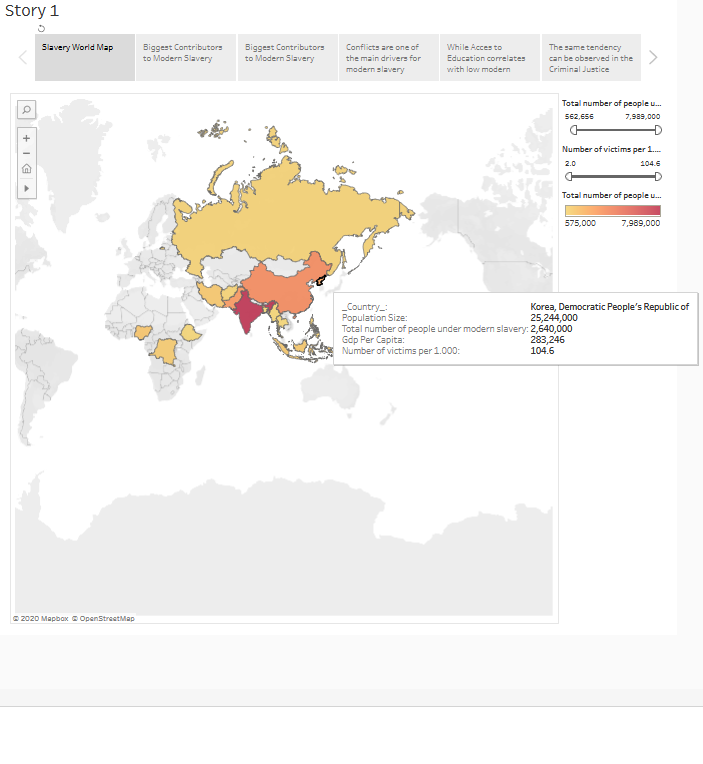 Story 1
Slavery World Map
Biggest Contributors
to Modern Slavery
Biggest Contributors
to Modern Slavery
Conflicts are one of
the main drivers for
modern slavery
While Acces to
Education correlates
with low modern
The same tendency
can be observed in the
Criminal Justice
Total number of people u...
562,656 7,989,000
Number of victims per 1....
2.0 104.6
Total number of people u...
575,000 7,989,000
_Country_: Korea, Democratic People's Republic of
Population Size: 25,244,000
Total number of people under modern slavery: 2,640,000
Gdp Per Capita: 283,246
Number of victims per 1.000: 104.6
© 2020 Mapbox © OpenStreetMap